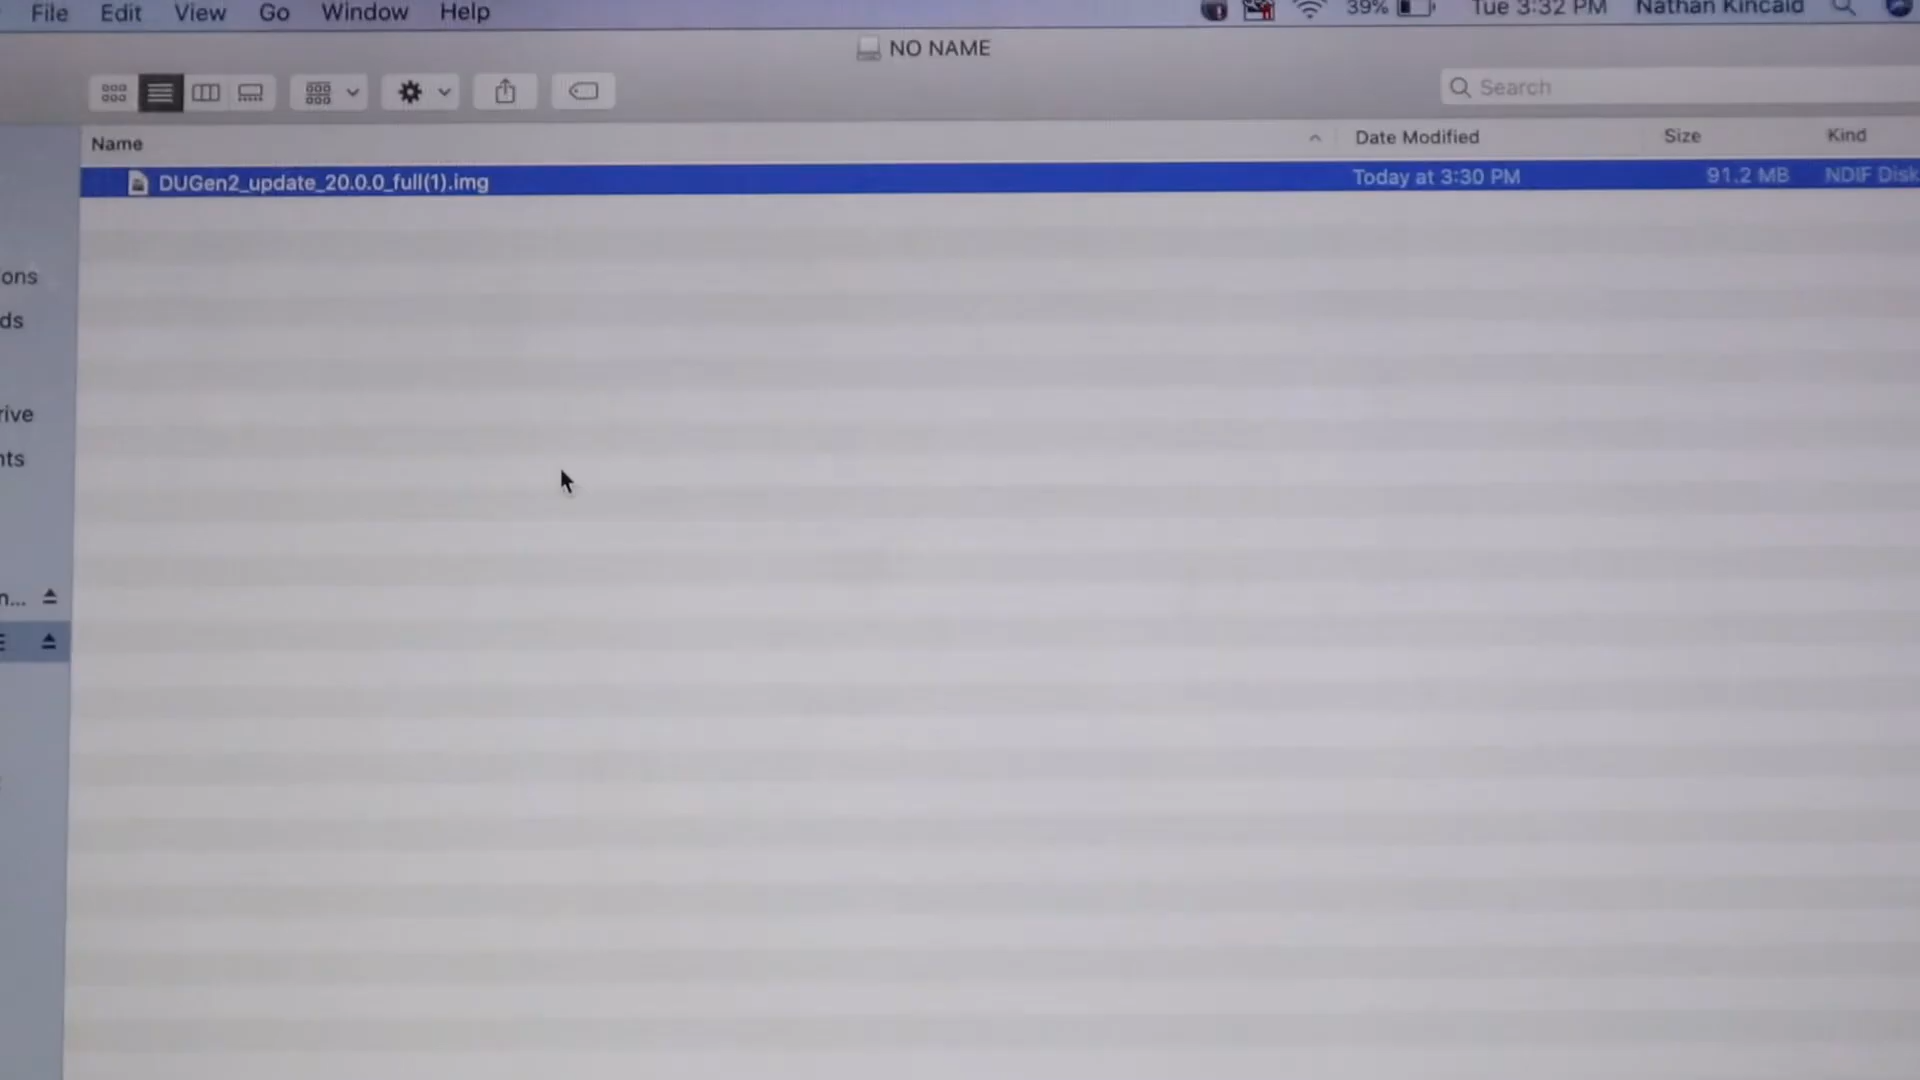 File Edit View Go Window Help
39% Tue 3:32 PM Nathan Kincaid
NO NAME
Search
Name Date Modified Size Kind
DUGen2_update_20.0.0_full(1).img Today at 3:30 PM 91.2 MB NDIF Disk
ons
ds
rive
nts
n...
E